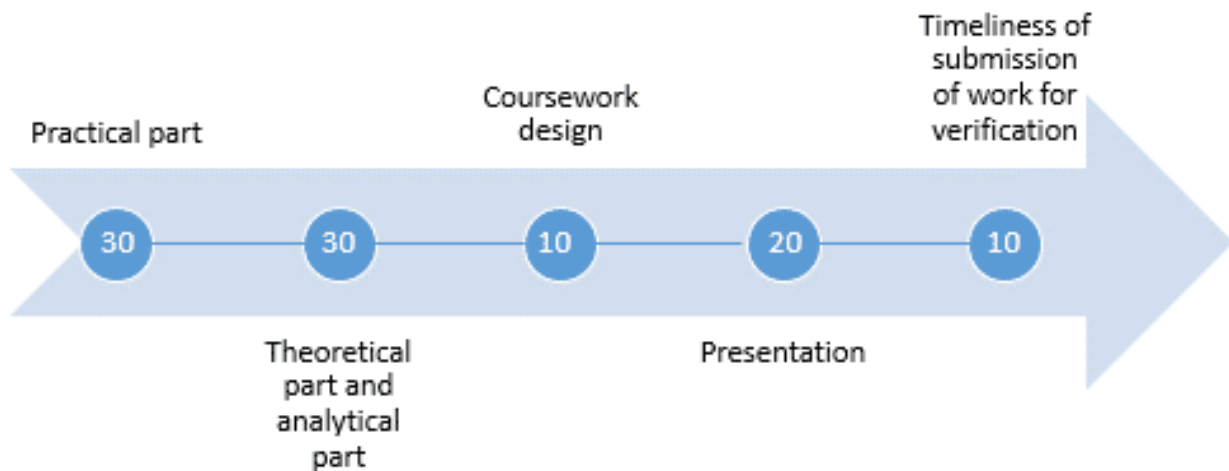 Timeliness of
submission
of work for
verification
Coursework
design
Practical part
30
30
10
20
10
Theoretical
part and
analytical
part
Presentation